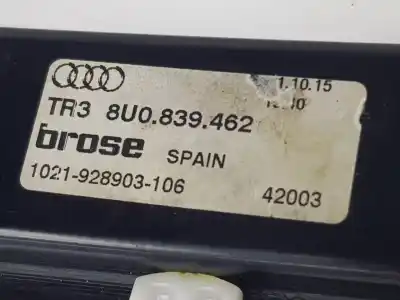 1.10.15
TR3 8U0.839.462
brose SPAIN
1021-928903-106 42003